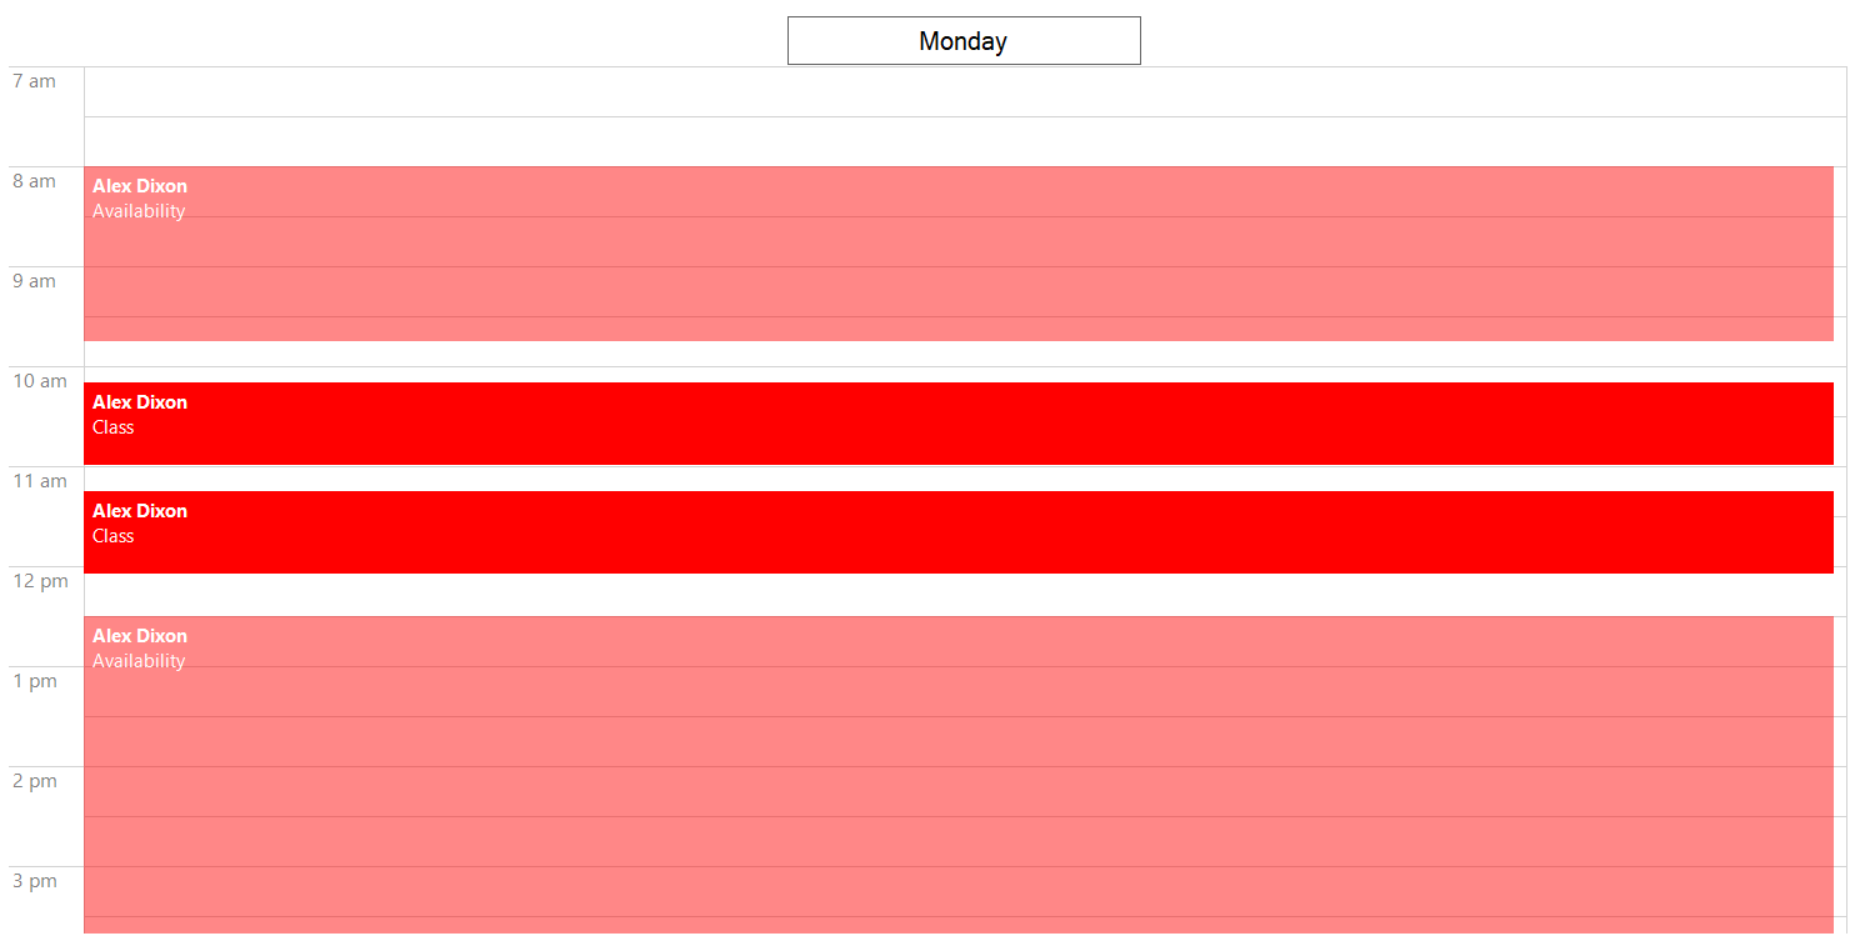 Monday
7 am
8 am
Alex Dixon
Availability
9 am
10 am
Alex Dixon
Class
11 am
Alex Dixon
Class
12 pm
Alex Dixon
Availability
1 pm
2 pm
3 pm